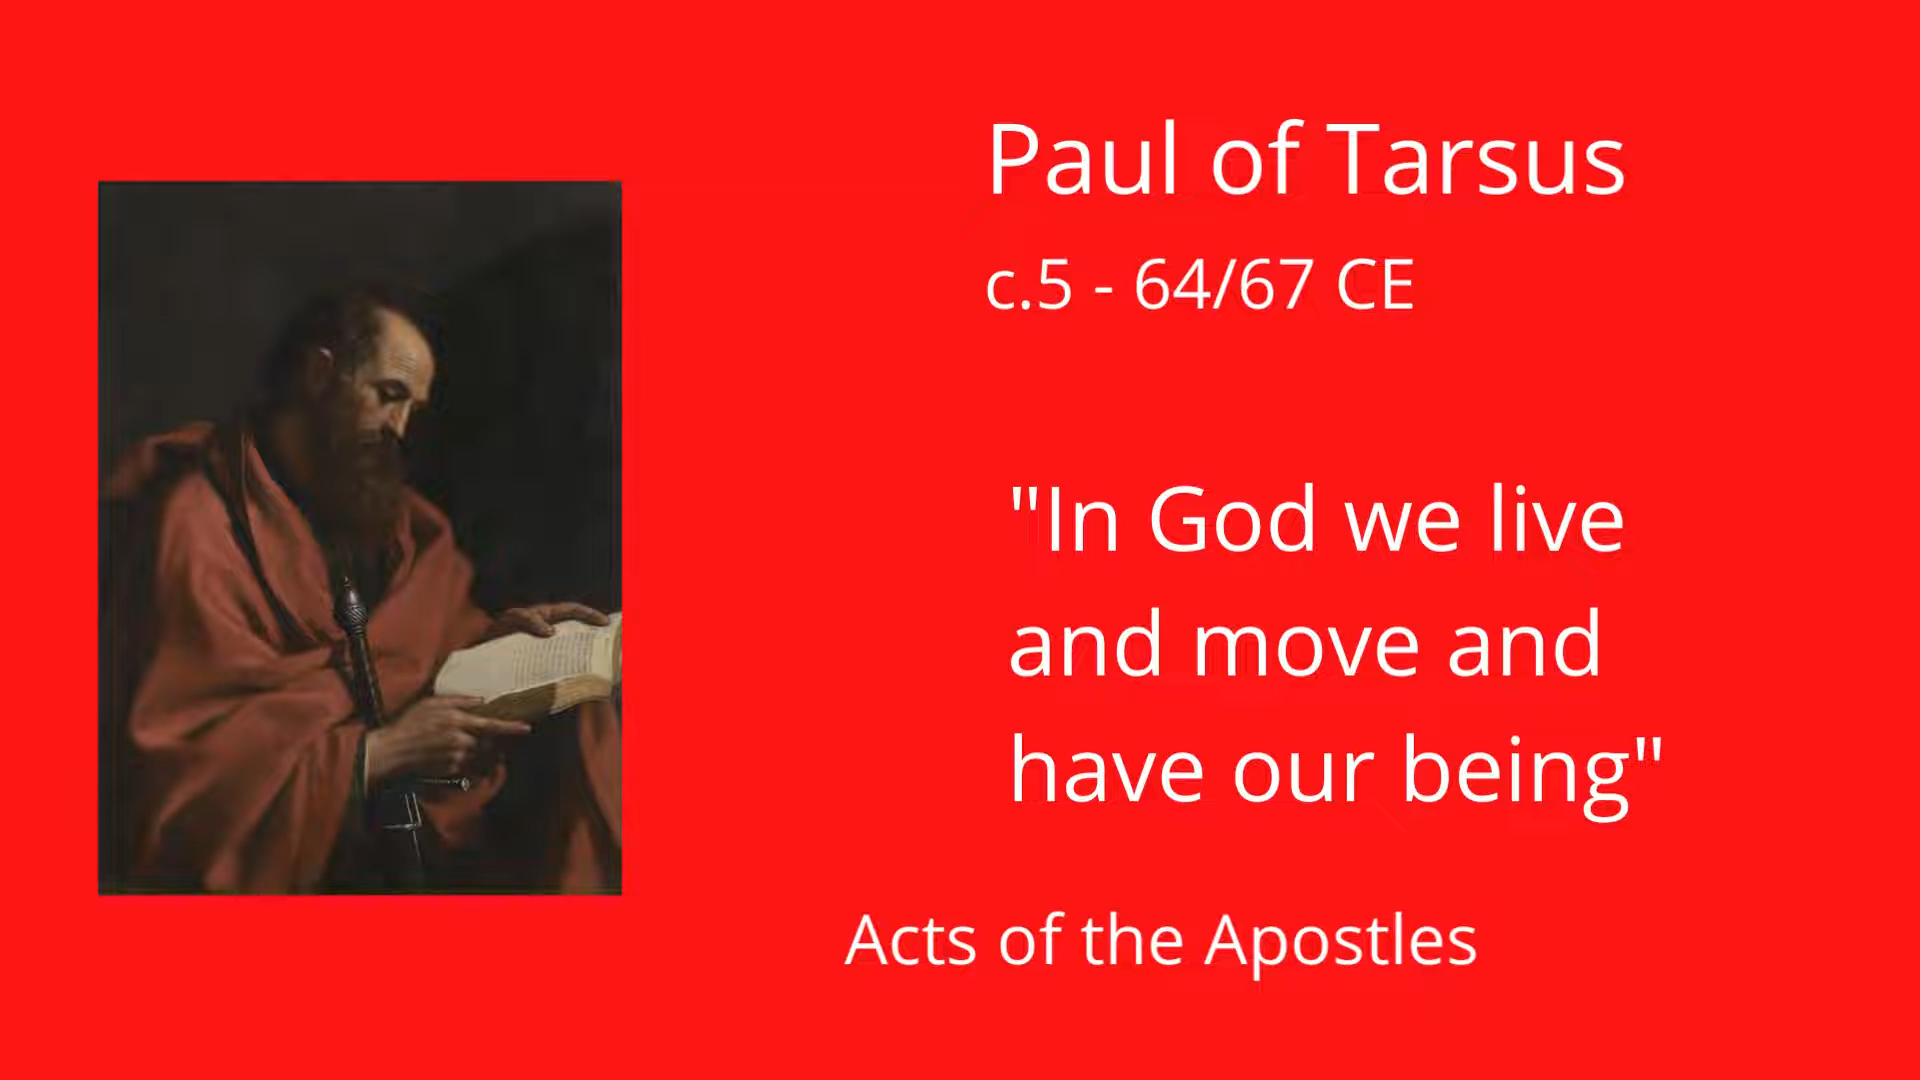 Paul of Tarsus
c.5 - 64/67 CE
"In God we live
and move and
have our being"
Acts of the Apostles